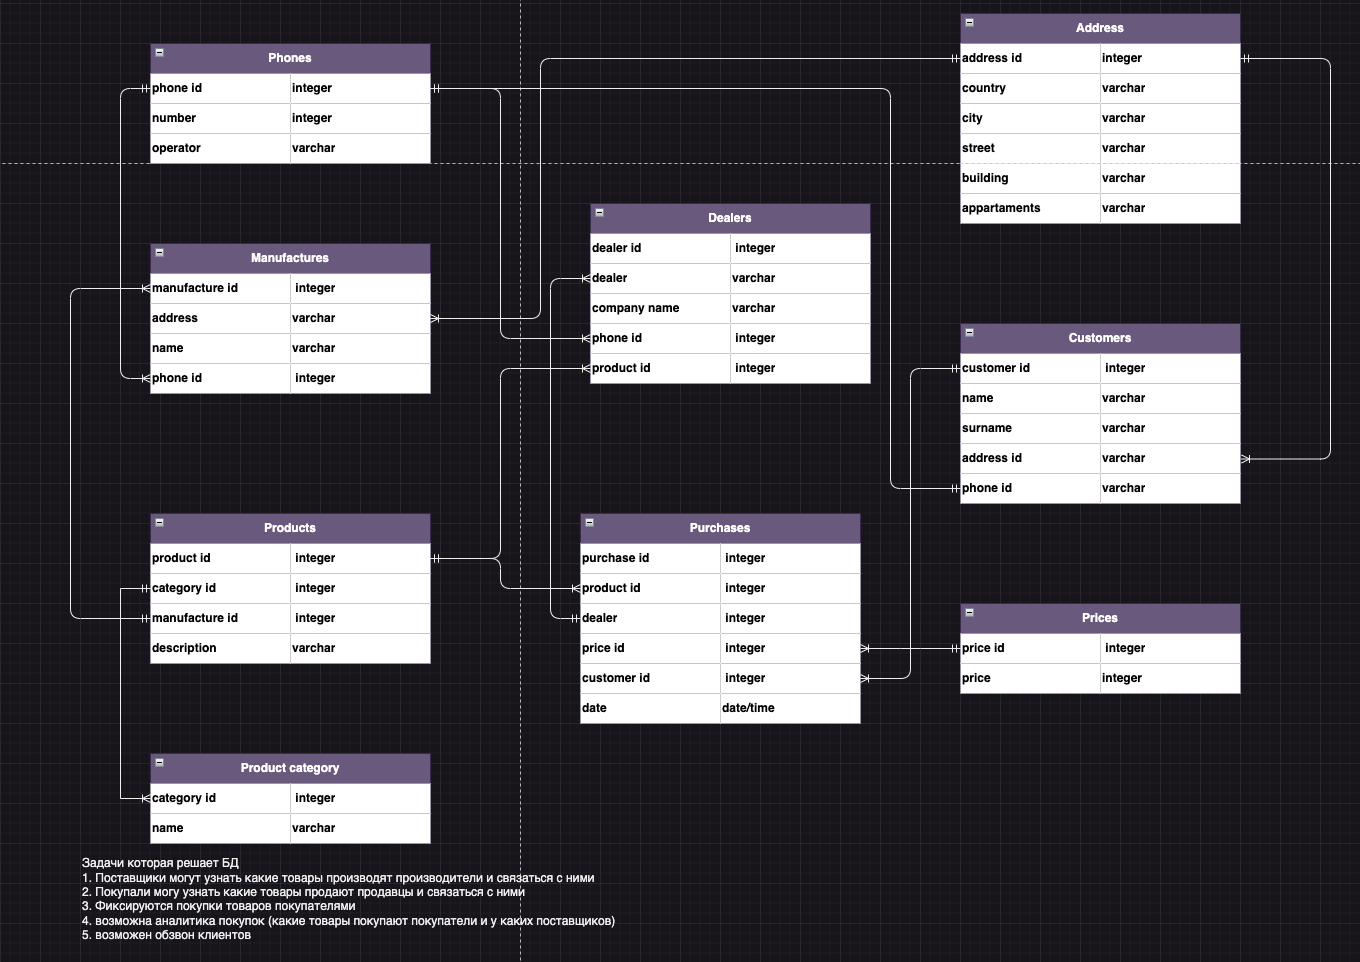 Phones
phone id integer
number integer
operator varchar
Address
address id integer
country varchar
city varchar
street varchar
building varchar
appartaments varchar
Manufactures
manufacture id integer
address varchar
name varchar
phone id integer
Dealers
dealer id integer
dealer varchar
company name varchar
phone id integer
product id integer
Customers
customer id integer
name varchar
surname varchar
address id varchar
phone id varchar
Products
product id integer
category id integer
manufacture id integer
description varchar
Purchases
purchase id integer
product id integer
dealer integer
price id integer
customer id integer
date date/time
Prices
price id integer
price integer
Product category
category id integer
name varchar
Задачи которая решает БД
1. Поставщики могут узнать какие товары производят производители и связаться с ними
2. Покупали могу узнать какие товары продают продавцы и связаться с ними
3. Фиксируются покупки товаров покупателями
4. возможна аналитика покупок (какие товары покупают покупатели и у каких поставщиков)
5. возможен обзвон клиентов